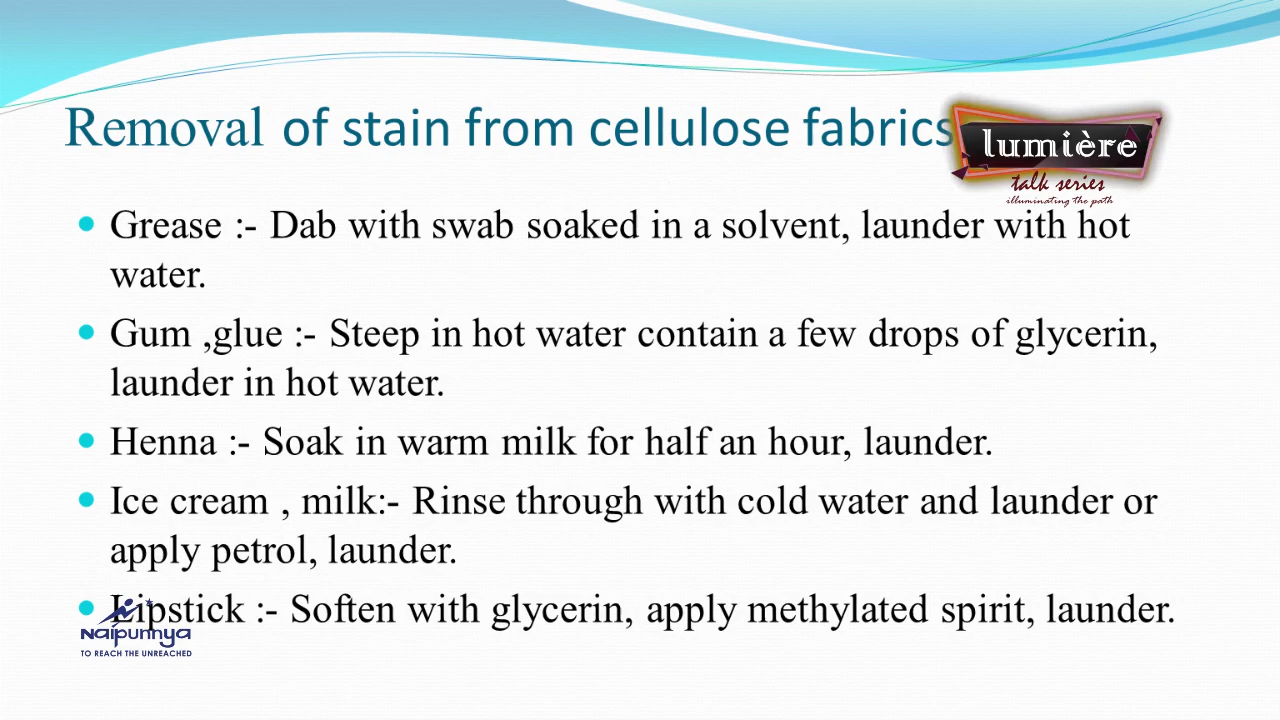 Removal of stain from cellulose fabrics
lumière
talk series
illuminating the path
Grease :- Dab with swab soaked in a solvent, launder with hot
water.
Gum ,glue :- Steep in hot water contain a few drops of glycerin,
launder in hot water.
Henna :- Soak in warm milk for half an hour, launder.
Ice cream , milk:- Rinse through with cold water and launder or
apply petrol, launder.
Lipstick :- Soften with glycerin, apply methylated spirit, launder.
Naipunnya
TO REACH THE UNREACHED